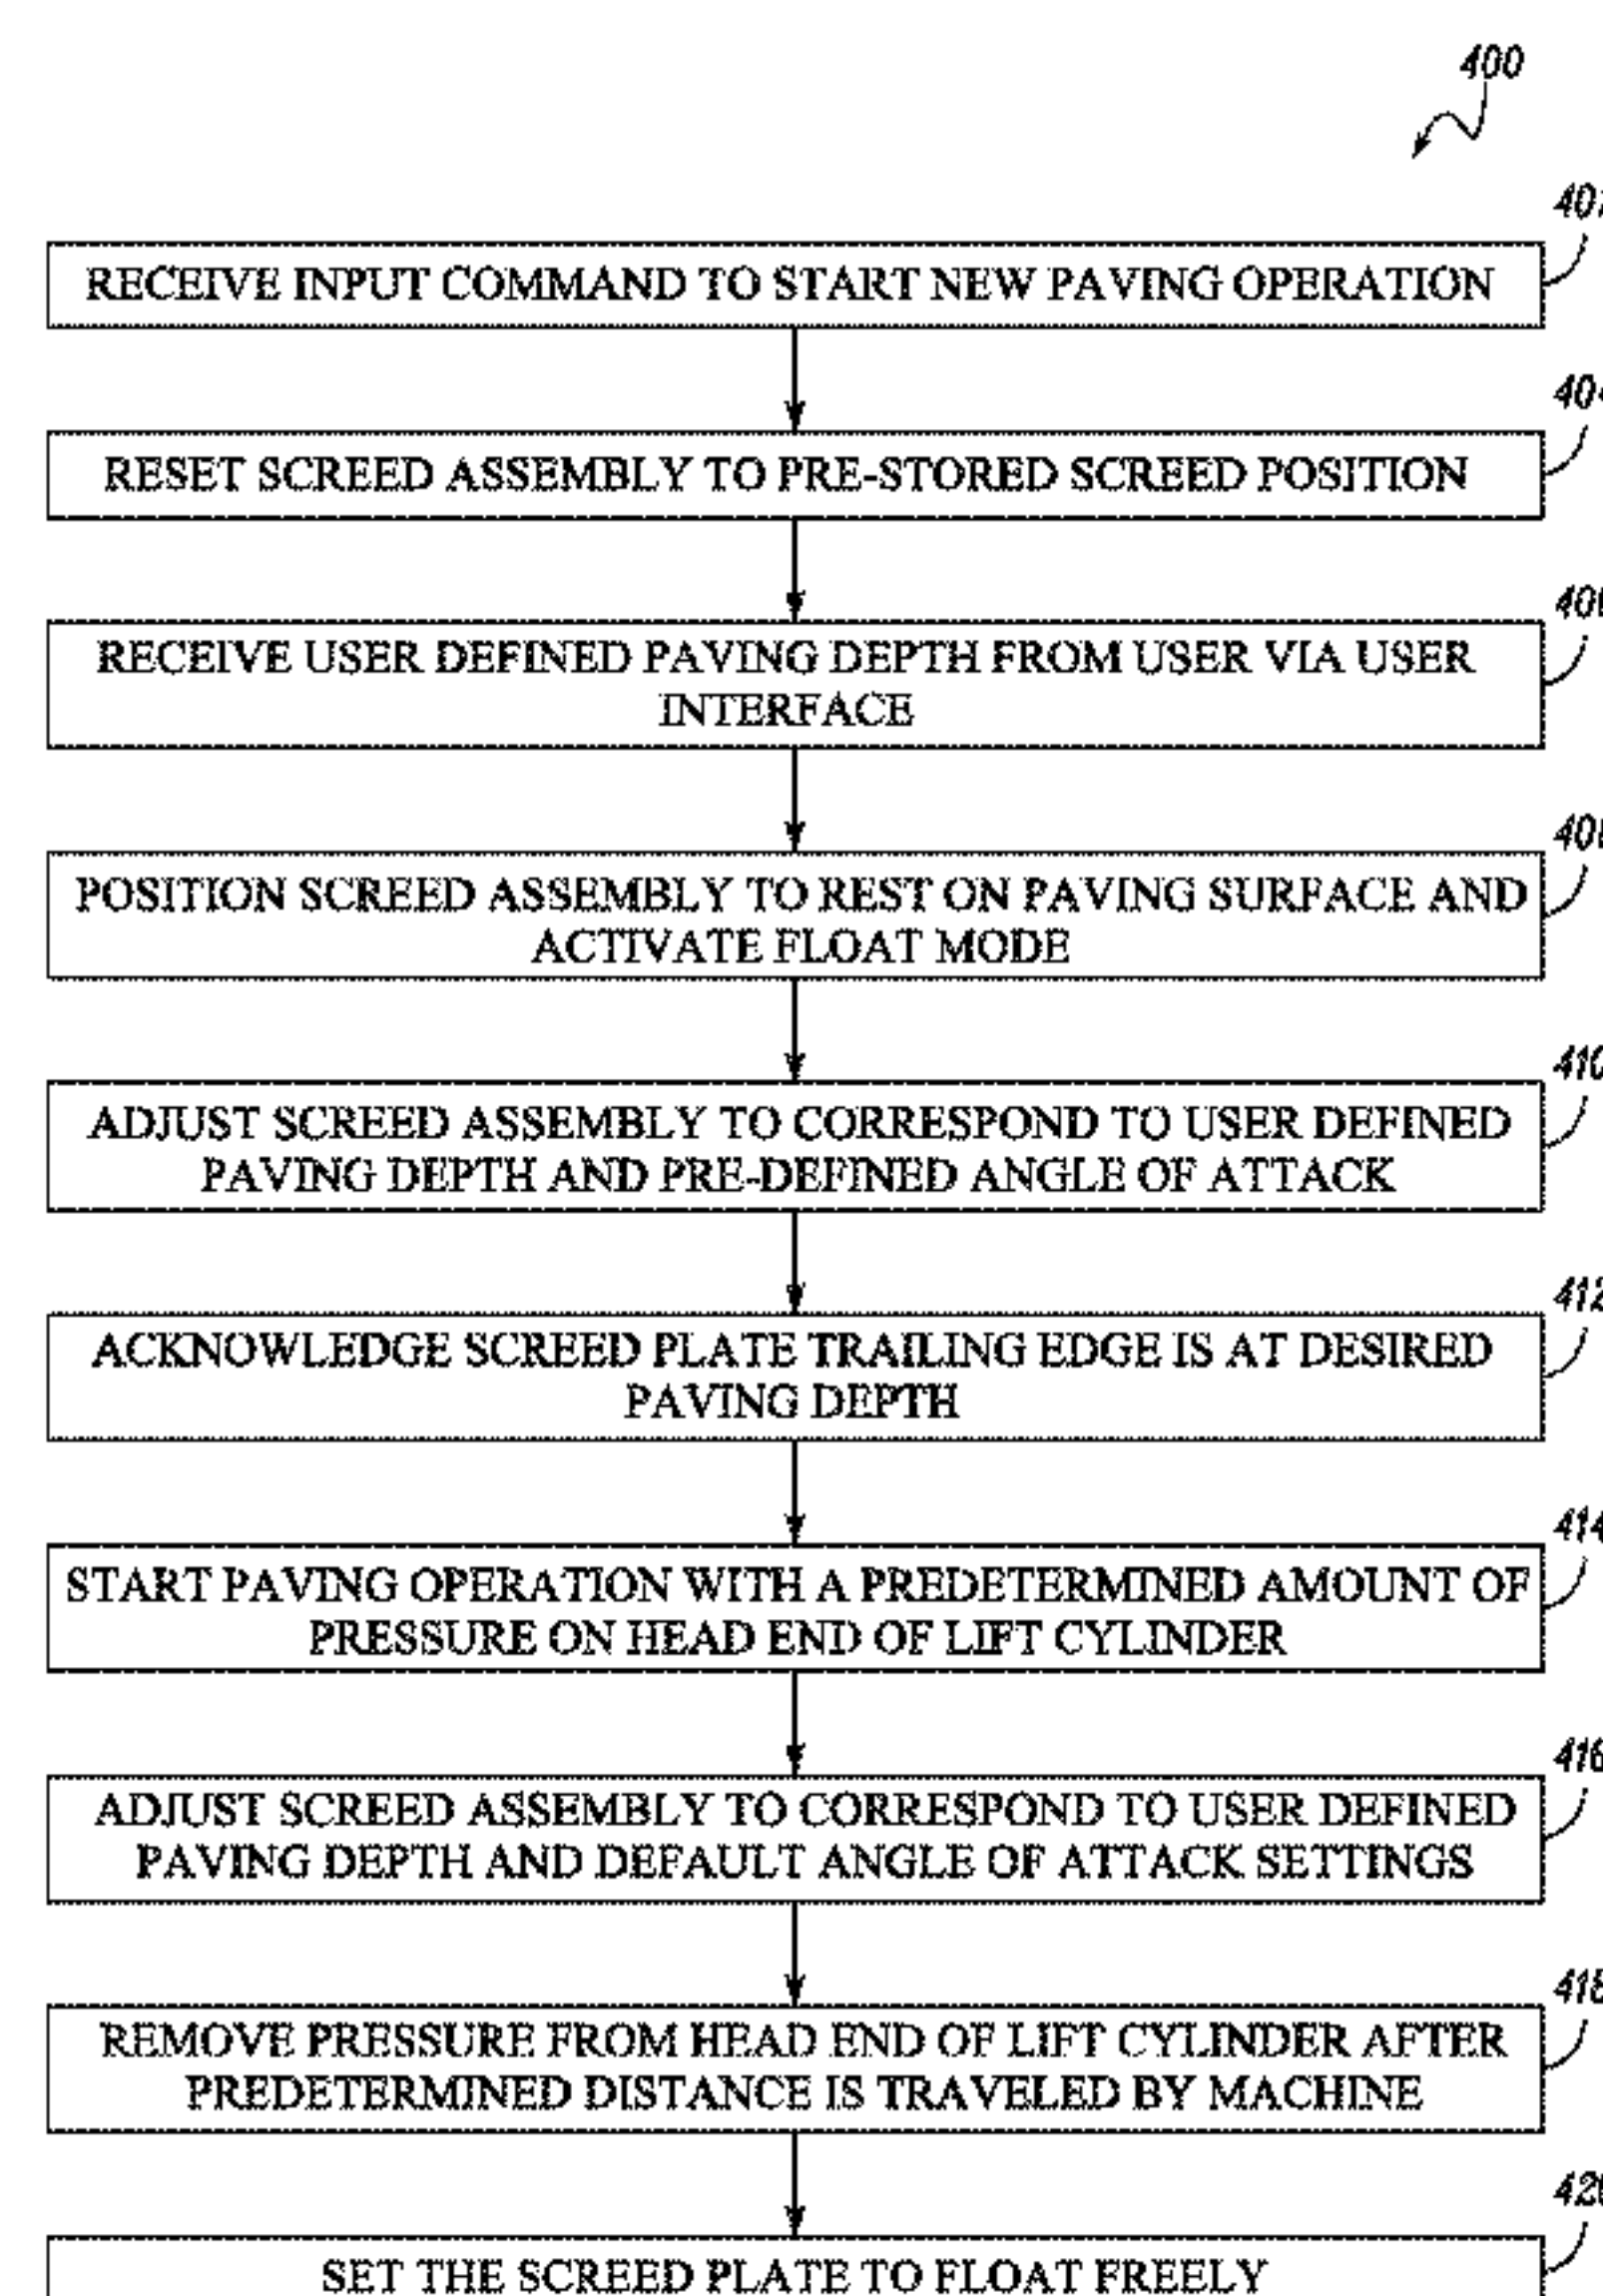 400
RECEIVE INPUT COMMAND TO START NEW PAVING OPERATION
404
RESET SCREED ASSEMBLY TO PRE-STORED SCREED POSITION
RECEIVE USER DEFINED PAVING DEPTH FROM USER VIA USER
INTERFACE
POSITION SCREED ASSEMBLY TO REST ON PAVING SURFACE AND
ACTIVATE FLOAT MODE
410
ADJUST SCREED ASSEMBLY TO CORRESPOND TO USER DEFINED
PAVING DEPTH AND PRE-DEFINED ANGLE OF ATTACK
412
ACKNOWLEDGE SCREED PLATE TRAILING EDGE IS AT DESIRED
PAVING DEPTH
414
START PAVING OPERATION WITH A PREDETERMINED AMOUNT OF
PRESSURE ON HEAD END OF LIFT CYLINDER
416
ADJUST SCREED ASSEMBLY TO CORRESPOND TO USER DEFINED
PAVING DEPTH AND DEFAULT ANGLE OF ATTACK SETTINGS
418
REMOVE PRESSURE FROM HEAD END OF LIFT CYLINDER AFTER
PREDETERMINED DISTANCE IS TRAVELED BY MACHINE
420
SET THE SCREED PLATE TO FLOAT FREELY